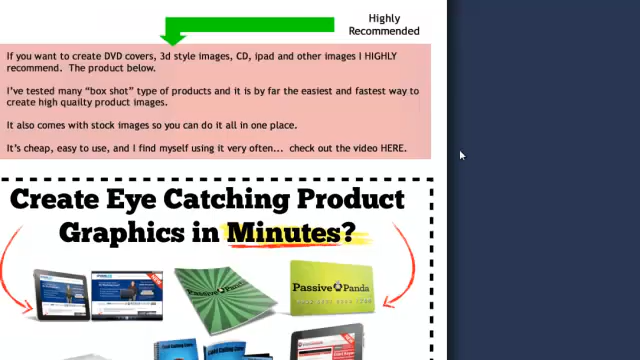 Highly
Recommended
If you want to create DVD covers, 3d style images, CD, ipad and other images I HIGHLY
recommend.  The product below.
I've tested many “box shot” type of products and it is by far the easiest and fastest way to
create high quailty product images.
It also comes with stock images so you can do it all in one place.
It's cheap, easy to use, and I find myself using it very often...  check out the video HERE.
Create Eye Catching Product
Graphics in Minutes?
Passive Panda
Passive Panda